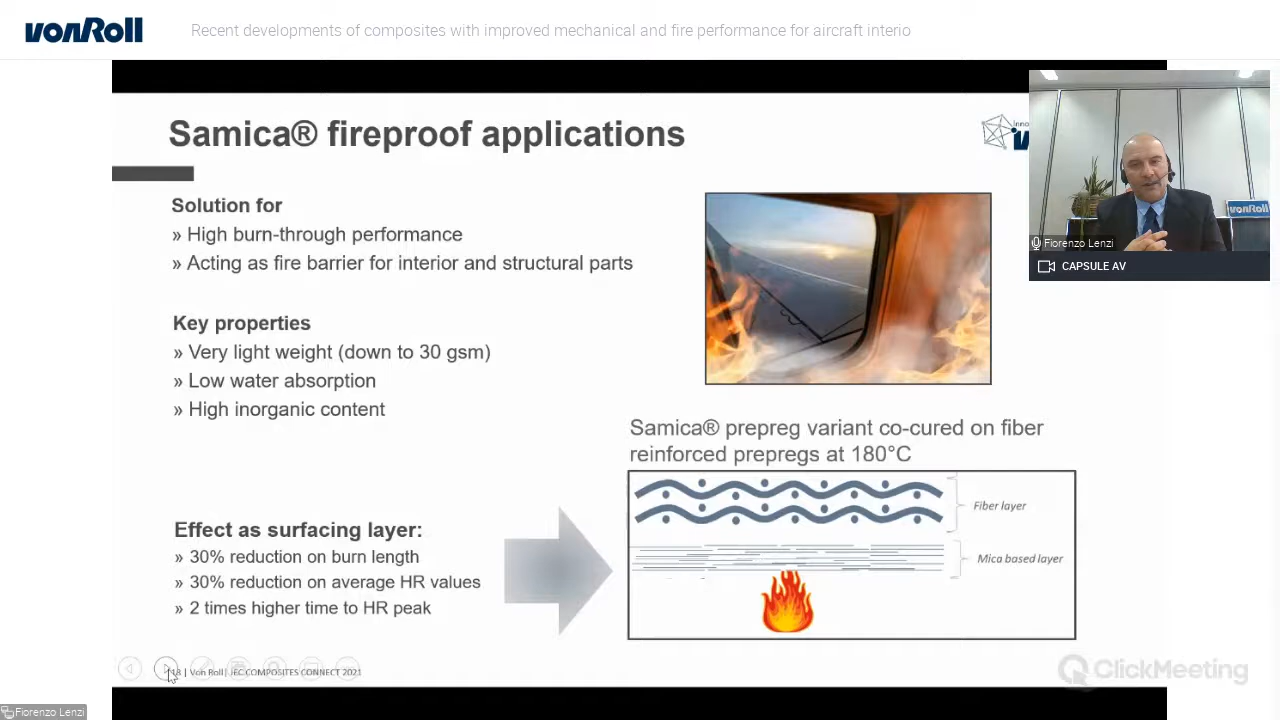 vonRoll
Recent developments of composites with improved mechanical and fire performance for aircraft interio
Samica® fireproof applications
Solution for
» High burn-through performance
» Acting as fire barrier for interior and structural parts
Key properties
» Very light weight (down to 30 gsm)
» Low water absorption
» High inorganic content
Effect as surfacing layer:
» 30% reduction on burn length
» 30% reduction on average HR values
» 2 times higher time to HR peak
Samica® prepreg variant co-cured on fiber
reinforced prepregs at 180°C
Fiber layer
Mica based layer
18 | Von Roll| JEC COMPOSITES CONNECT 2021
vonRoll
Fiorenzo Lenzi
CAPSULE AV
ClickMeeting
Fiorenzo Lenzi